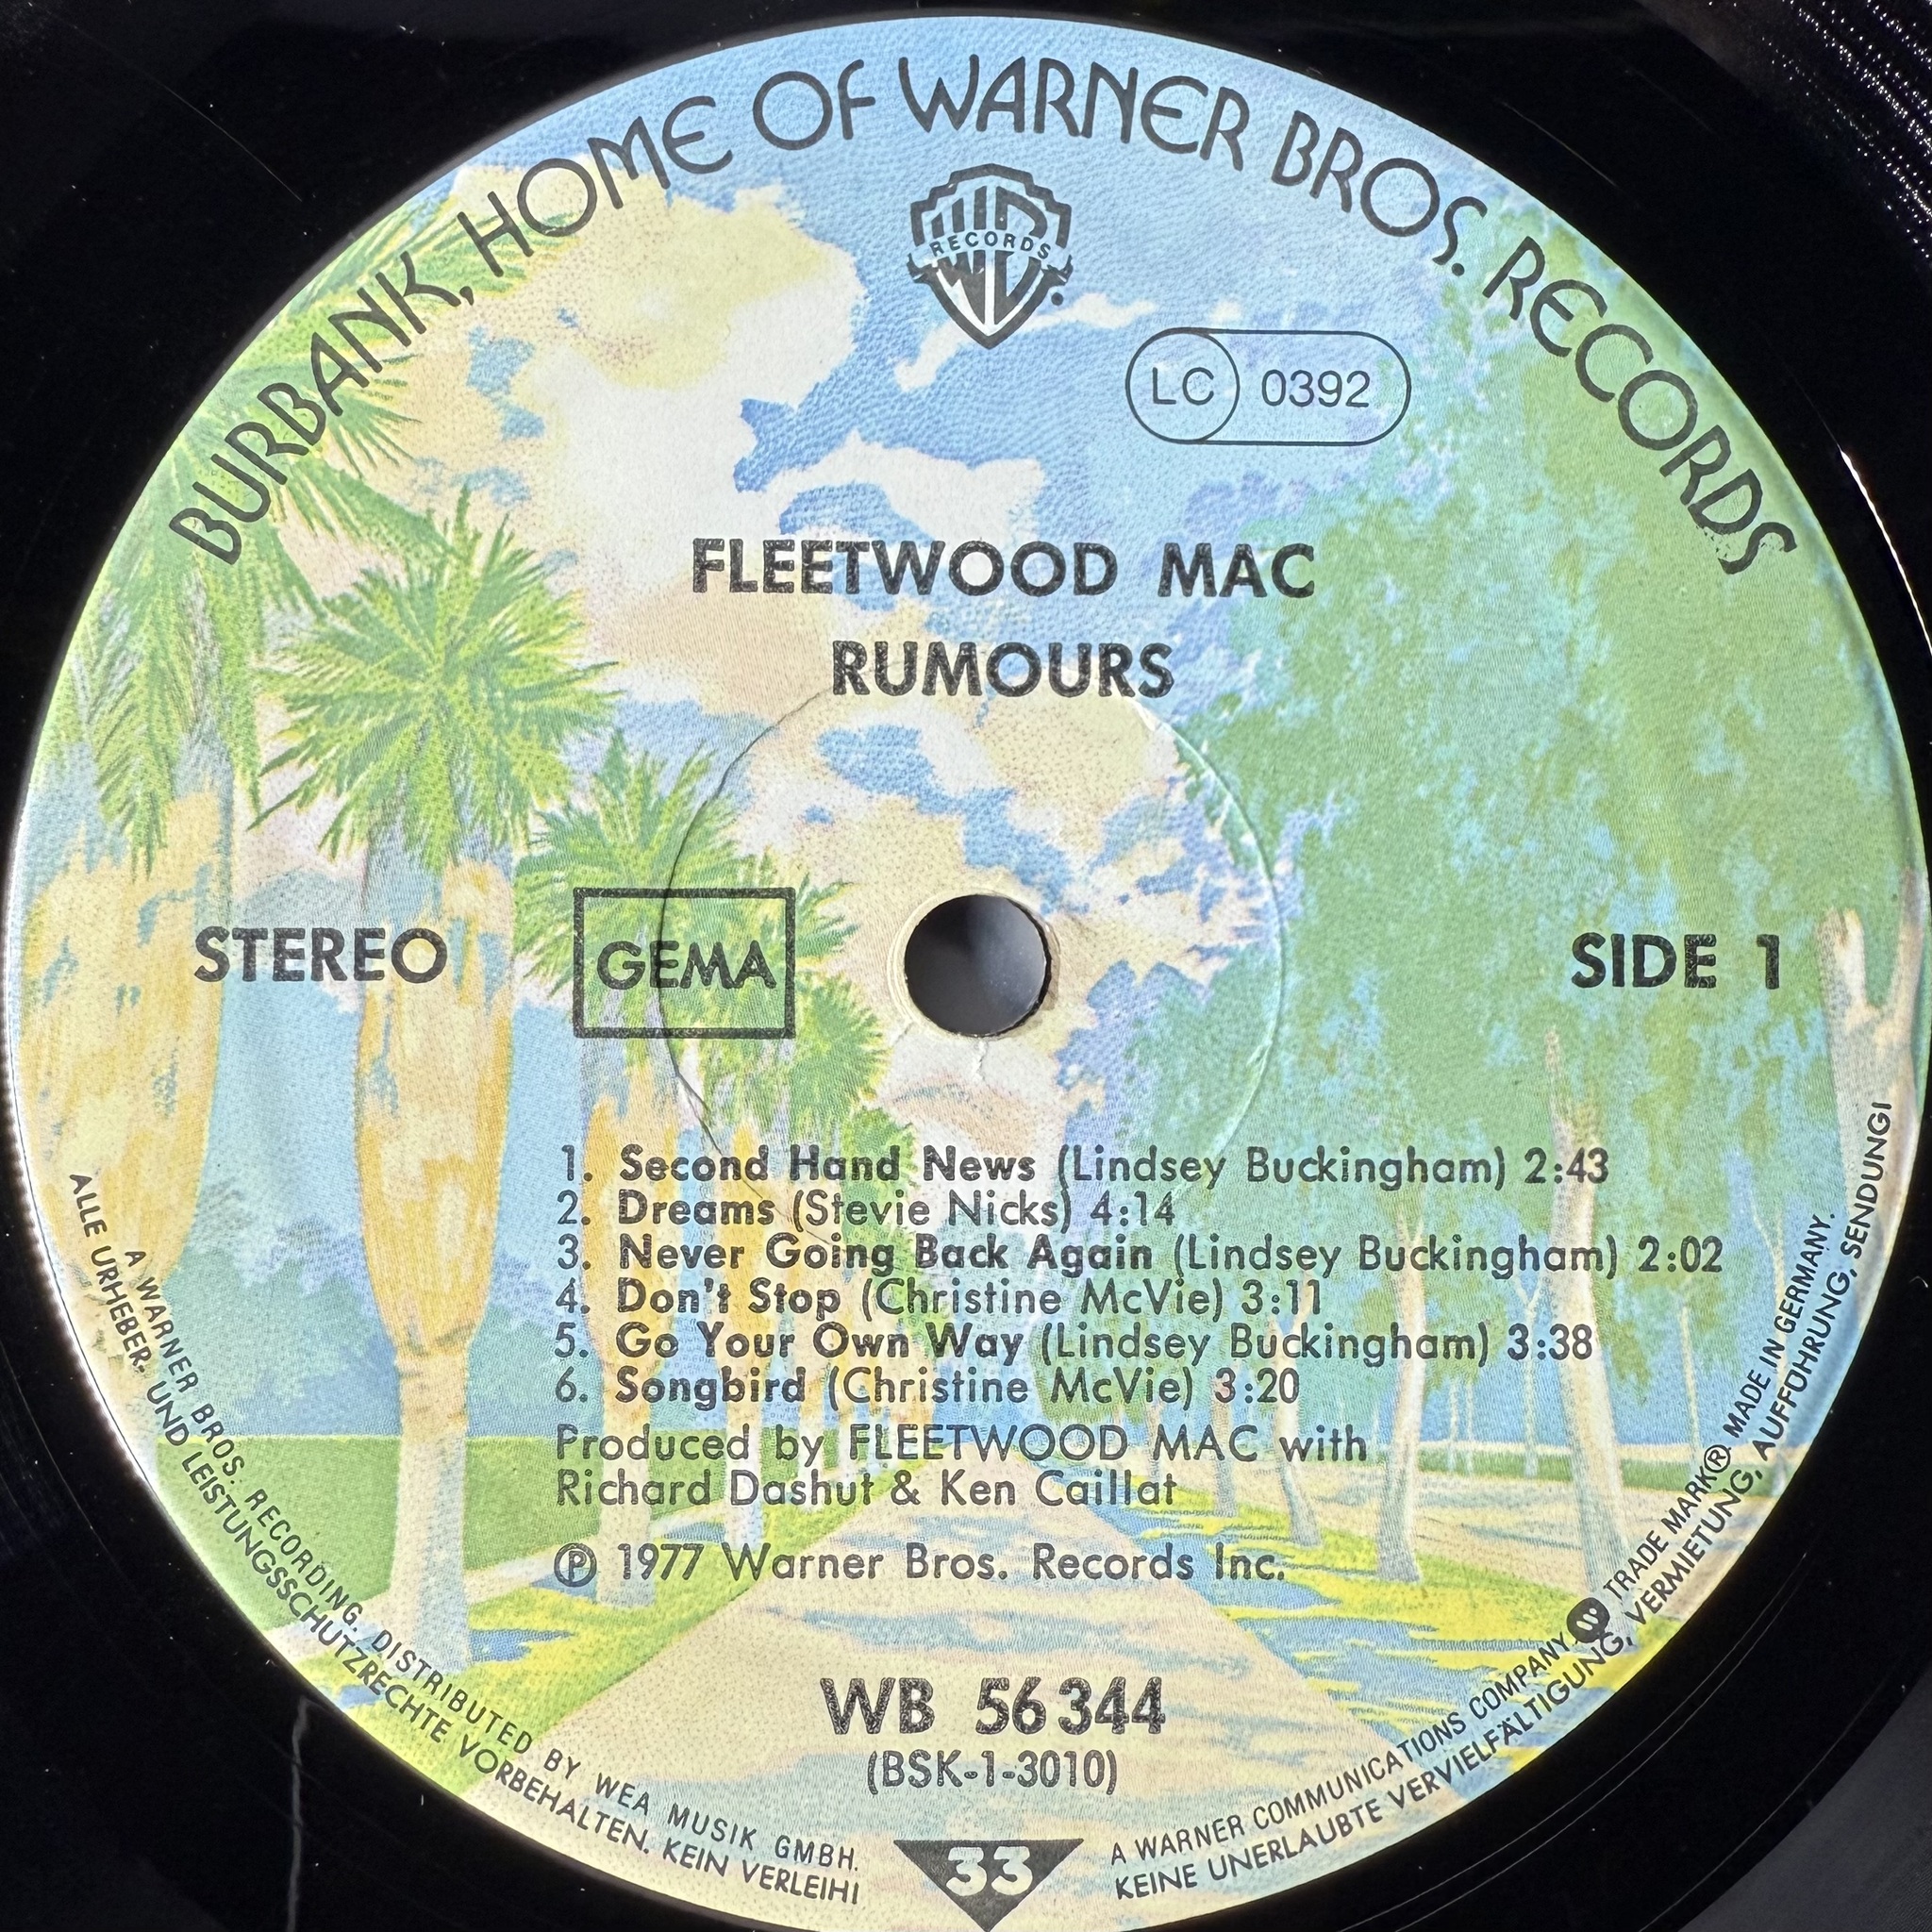 BURBANK, HOME OF WARNER BROS. RECORDS
WB
RECORDS
LC 0392
FLEETWOOD MAC
RUMOURS
STEREO
GEMA
SIDE 1
1. Second Hand News (Lindsey Buckingham) 2:43
2. Dreams (Stevie Nicks) 4:14
3. Never Going Back Again (Lindsey Buckingham) 2:02
4. Don't Stop (Christine McVie) 3:11
5. Go Your Own Way (Lindsey Buckingham) 3:38
6. Songbird (Christine McVie) 3:20
Produced by FLEETWOOD MAC with
Richard Dashut & Ken Caillat
℗ 1977 Warner Bros. Records Inc.
WB 56 344
(BSK-1-3010)
33
A WARNER BROS. RECORDING. DISTRIBUTED BY WEA MUSIK GMBH. A WARNER COMMUNICATIONS COMPANY. W TRADE MARK® MADE IN GERMANY.
ALLE URHEBER- UND LEISTUNGSSCHUTZRECHTE VORBEHALTEN. KEIN VERLEIH! KEINE UNERLAUBTE VERVIELFÄLTIGUNG, VERMIETUNG, AUFFÜHRUNG, SENDUNG!